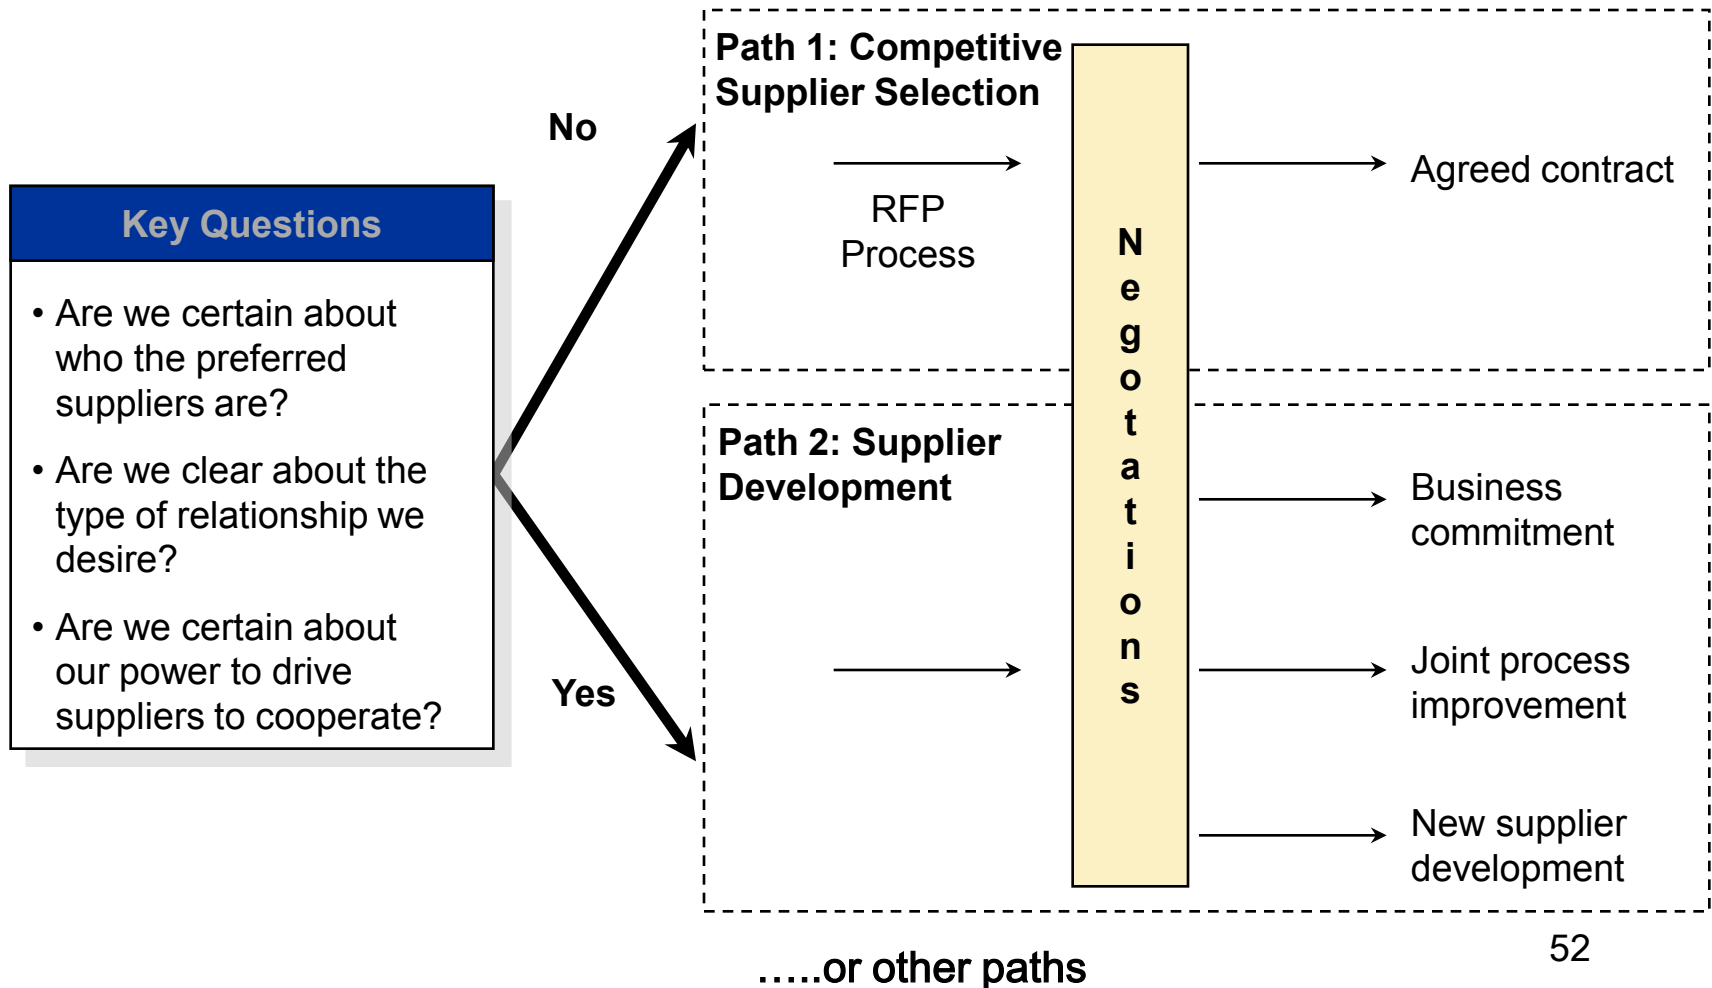 Key Questions
• Are we certain about
who the preferred
suppliers are?
• Are we clear about the
type of relationship we
desire?
• Are we certain about
our power to drive
suppliers to cooperate?
No
Yes
Path 1: Competitive
Supplier Selection
RFP
Process
Agreed contract
Path 2: Supplier
Development
N
e
g
o
t
a
t
i
o
n
s
Business
commitment
Joint process
improvement
New supplier
development
.....or other paths
52